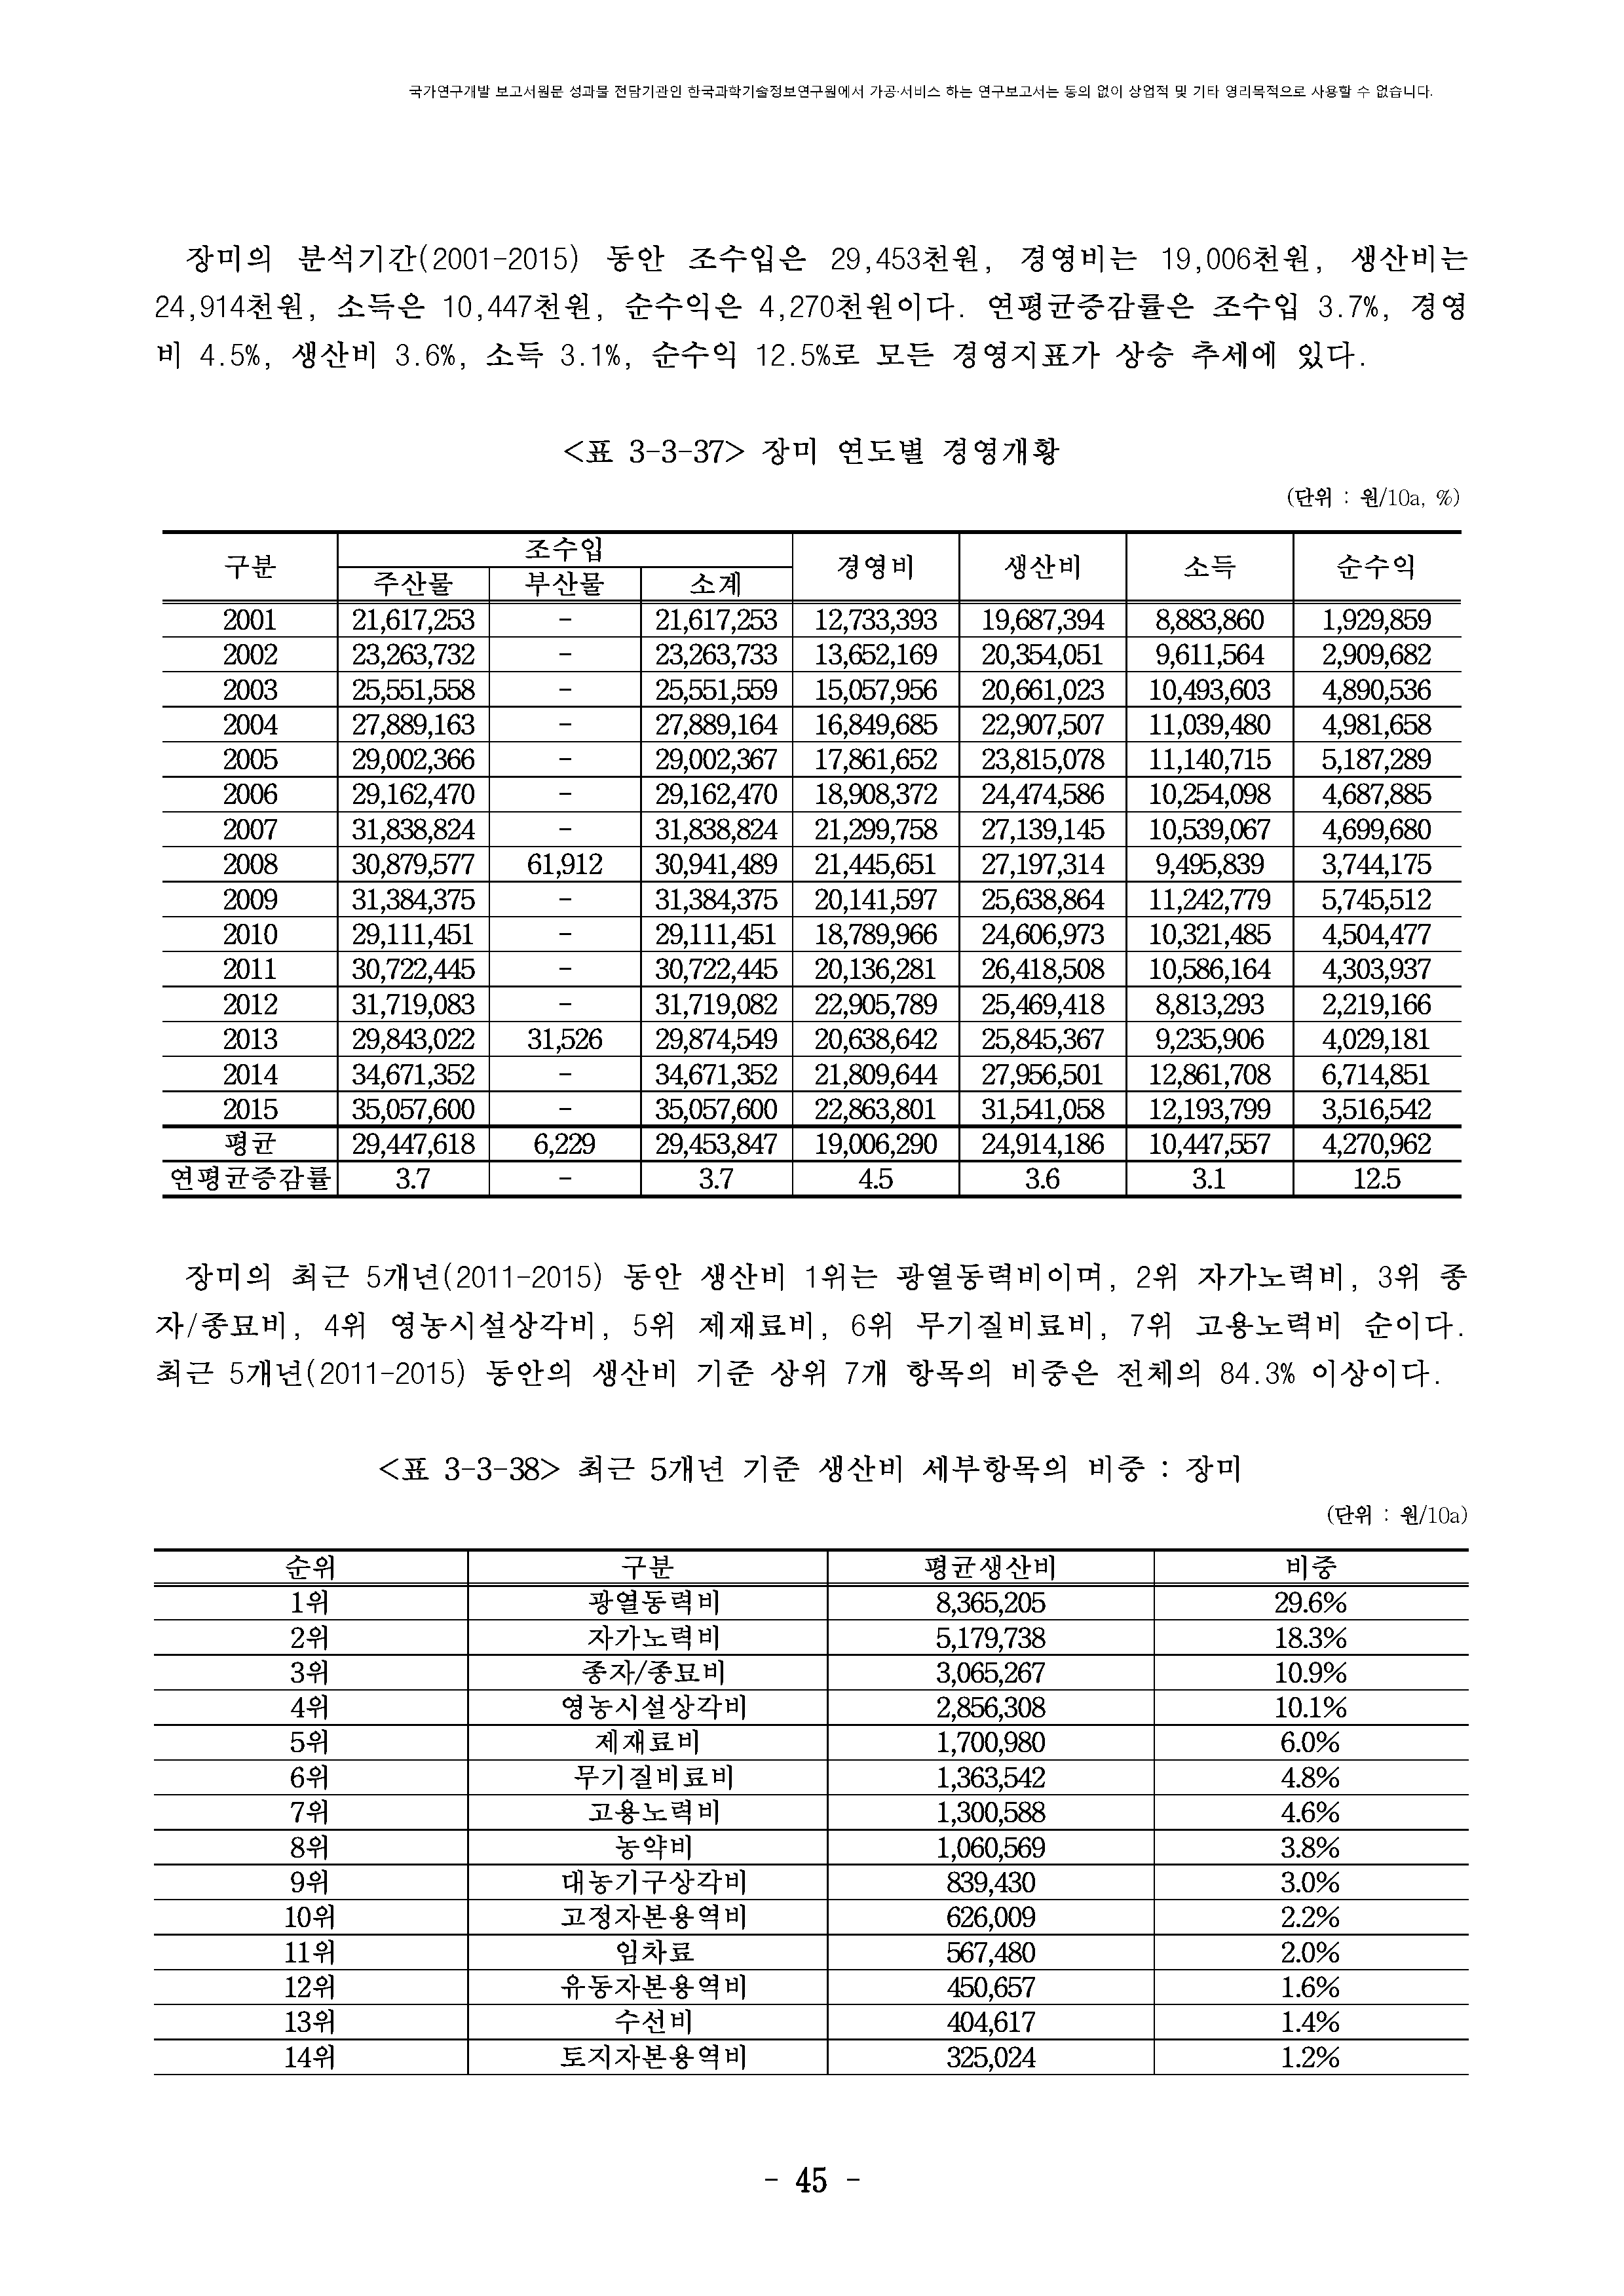 국가연구개발 보고서원문 성과물 전담기관인 한국과학기술정보연구원에서 가공·서비스 하는 연구보고서는 동의 없이 상업적 및 기타 영리목적으로 사용할 수 없습니다.
장미의 분석기간(2001-2015) 동안 조수입은 29,453천원, 경영비는 19,006천원, 생산비는
24,914천원, 소득은 10,447천원, 순수익은 4,270천원이다. 연평균증감률은 조수입 3.7%, 경영
비 4.5%, 생산비 3.6%, 소득 3.1%, 순수익 12.5%로 모든 경영지표가 상승 추세에 있다.
<표 3-3-37> 장미 연도별 경영개황
(단위 : 원/10a, %)
구분 조수입 경영비 생산비 소득 순수익
주산물 부산물 소계
2001 21,617,253 - 21,617,253 12,733,393 19,687,394 8,883,860 1,929,859
2002 23,263,732 - 23,263,733 13,652,169 20,354,051 9,611,564 2,909,682
2003 25,551,558 - 25,551,559 15,057,956 20,661,023 10,493,603 4,890,536
2004 27,889,163 - 27,889,164 16,849,685 22,907,507 11,039,480 4,981,658
2005 29,002,366 - 29,002,367 17,861,652 23,815,078 11,140,715 5,187,289
2006 29,162,470 - 29,162,470 18,908,372 24,474,586 10,254,098 4,687,885
2007 31,838,824 - 31,838,824 21,299,758 27,139,145 10,539,067 4,699,680
2008 30,879,577 61,912 30,941,489 21,445,651 27,197,314 9,495,839 3,744,175
2009 31,384,375 - 31,384,375 20,141,597 25,638,864 11,242,779 5,745,512
2010 29,111,451 - 29,111,451 18,789,966 24,606,973 10,321,485 4,504,477
2011 30,722,445 - 30,722,445 20,136,281 26,418,508 10,586,164 4,303,937
2012 31,719,083 - 31,719,082 22,905,789 25,469,418 8,813,293 2,219,166
2013 29,843,022 31,526 29,874,549 20,638,642 25,845,367 9,235,906 4,029,181
2014 34,671,352 - 34,671,352 21,809,644 27,956,501 12,861,708 6,714,851
2015 35,057,600 - 35,057,600 22,863,801 31,541,058 12,193,799 3,516,542
평균 29,447,618 6,229 29,453,847 19,006,290 24,914,186 10,447,557 4,270,962
연평균증감률 3.7 - 3.7 4.5 3.6 3.1 12.5
장미의 최근 5개년(2011-2015) 동안 생산비 1위는 광열동력비이며, 2위 자가노력비, 3위 종
자/종묘비, 4위 영농시설상각비, 5위 제재료비, 6위 무기질비료비, 7위 고용노력비 순이다.
최근 5개년(2011-2015) 동안의 생산비 기준 상위 7개 항목의 비중은 전체의 84.3% 이상이다.
<표 3-3-38> 최근 5개년 기준 생산비 세부항목의 비중 : 장미
(단위 : 원/10a)
순위 구분 평균생산비 비중
1위 광열동력비 8,365,205 29.6%
2위 자가노력비 5,179,738 18.3%
3위 종자/종묘비 3,065,267 10.9%
4위 영농시설상각비 2,856,308 10.1%
5위 제재료비 1,700,980 6.0%
6위 무기질비료비 1,363,542 4.8%
7위 고용노력비 1,300,588 4.6%
8위 농약비 1,060,569 3.8%
9위 대농기구상각비 839,430 3.0%
10위 고정자본용역비 626,009 2.2%
11위 임차료 567,480 2.0%
12위 유동자본용역비 450,657 1.6%
13위 수선비 404,617 1.4%
14위 토지자본용역비 325,024 1.2%
- 45 -